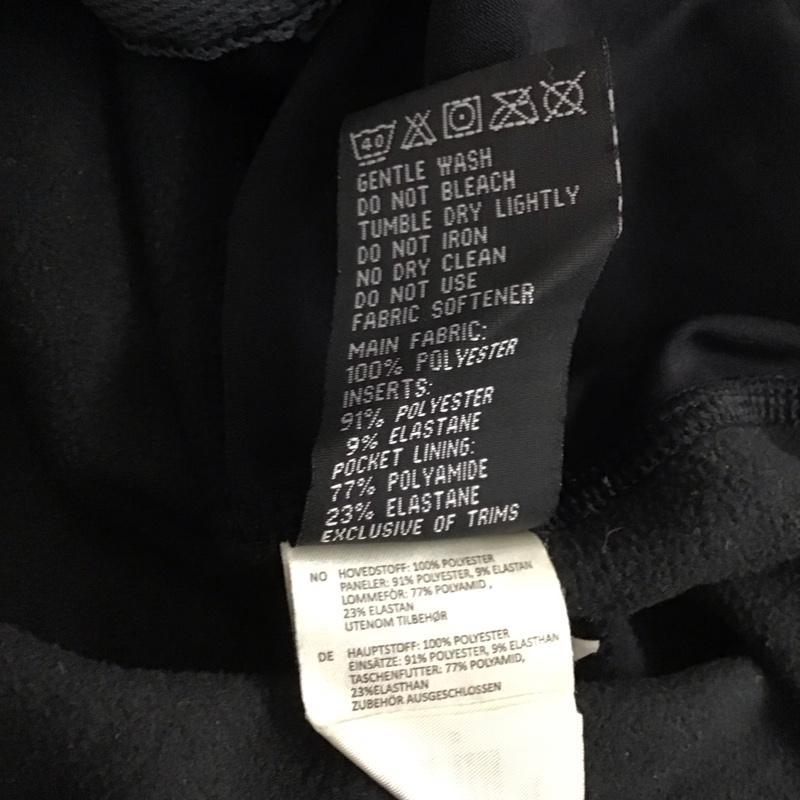 40
GENTLE WASH
DO NOT BLEACH
TUMBLE DRY LIGHTLY
DO NOT IRON
NO DRY CLEAN
DO NOT USE
FABRIC SOFTENER
MAIN FABRIC:
100% POLYESTER
INSERTS:
91% POLYESTER
9% ELASTANE
POCKET LINING:
77% POLYAMIDE
23% ELASTANE
EXCLUSIVE OF TRIMS
NO HOVEDSTOFF: 100% POLYESTER
PANELER: 91% POLYESTER, 9% ELASTAN
LOMMEFÔR: 77% POLYAMID,
23% ELASTAN
UTENOM TILBEHØR
DE HAUPTSTOFF: 100% POLYESTER
EINSÄTZE: 91% POLYESTER, 9% ELASTHAN
TASCHENFUTTER: 77% POLYAMID,
23%ELASTHAN
ZUBEHÖR AUSGESCHLOSSEN